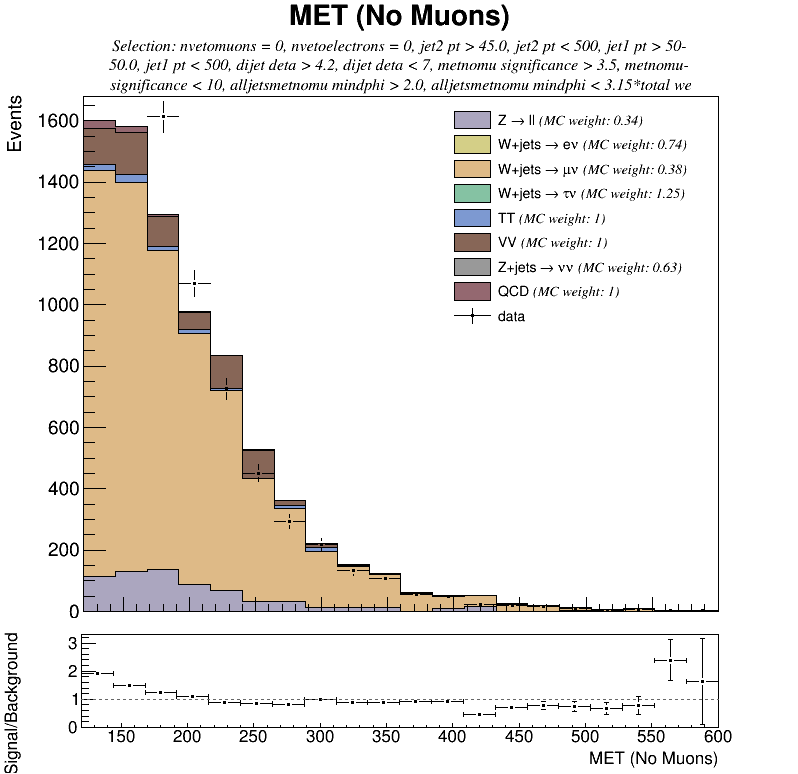 MET (No Muons)
Selection: nvetomuons = 0, nvetoelectrons = 0, jet2 pt > 45.0, jet2 pt < 500, jet1 pt > 50-
50.0, jet1 pt < 500, dijet deta > 4.2, dijet deta < 7, metnomu significance > 3.5, metnomu-
significance < 10, alljetsmetnomu mindphi > 2.0, alljetsmetnomu mindphi < 3.15*total we
Events
1600
1400
1200
1000
800
600
400
200
0
Z → ll (MC weight: 0.34)
W+jets → eν (MC weight: 0.74)
W+jets → μν (MC weight: 0.38)
W+jets → τν (MC weight: 1.25)
TT (MC weight: 1)
VV (MC weight: 1)
Z+jets → νν (MC weight: 0.63)
QCD (MC weight: 1)
data
Signal/Background
3
2
1
0
150 200 250 300 350 400 450 500 550 600
MET (No Muons)